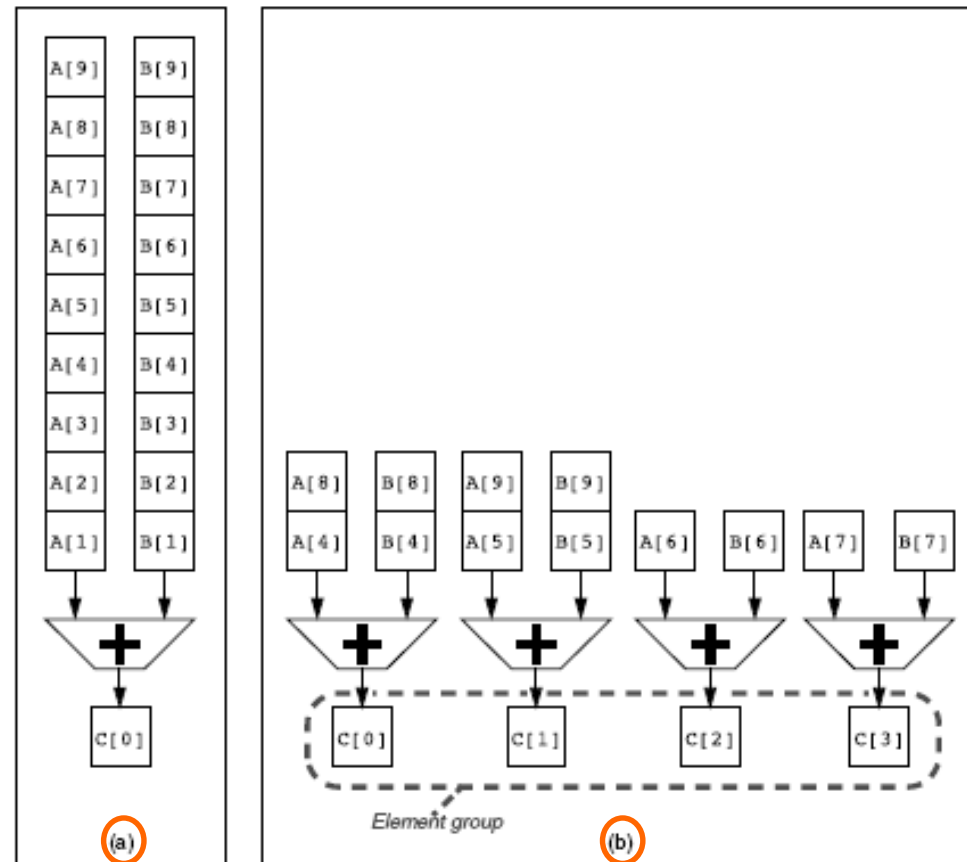 A[9] B[9]
A[8] B[8]
A[7] B[7]
A[6] B[6]
A[5] B[5]
A[4] B[4]
A[3] B[3]
A[2] B[2]
A[1] B[1]
+
C[0]
(a)
A[8] B[8] A[9] B[9]
A[4] B[4] A[5] B[5] A[6] B[6] A[7] B[7]
+ + + +
C[0] C[1] C[2] C[3]
Element group
(b)